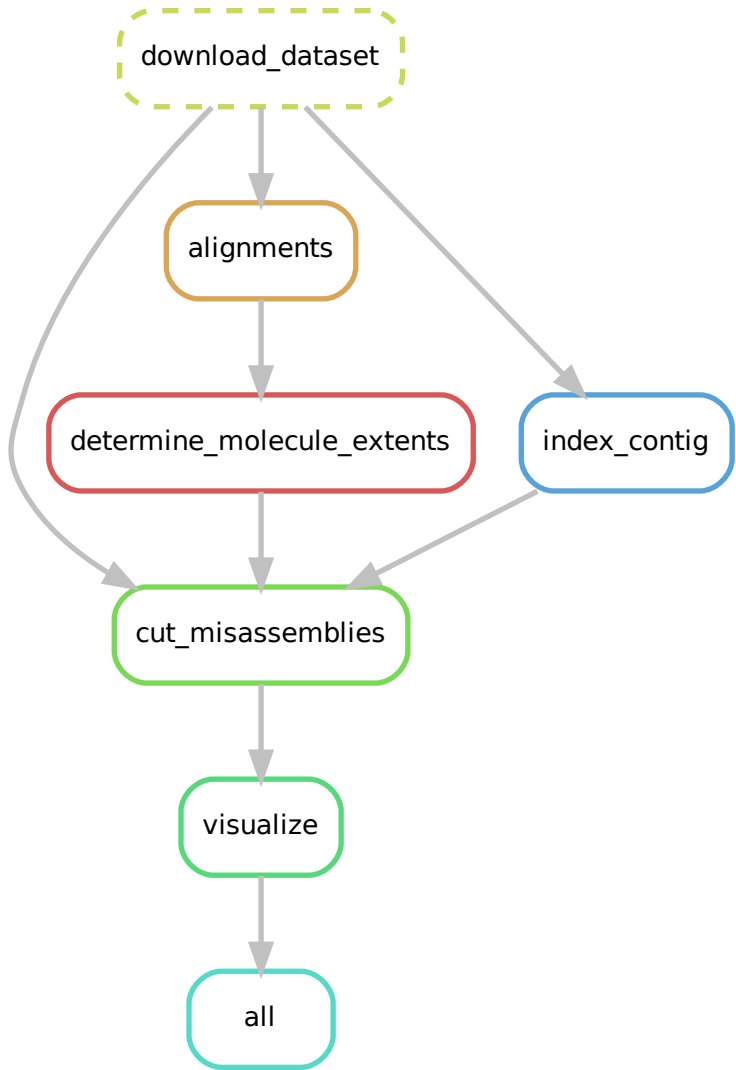 download_dataset
alignments
determine_molecule_extents
index_contig
cut_misassemblies
visualize
all